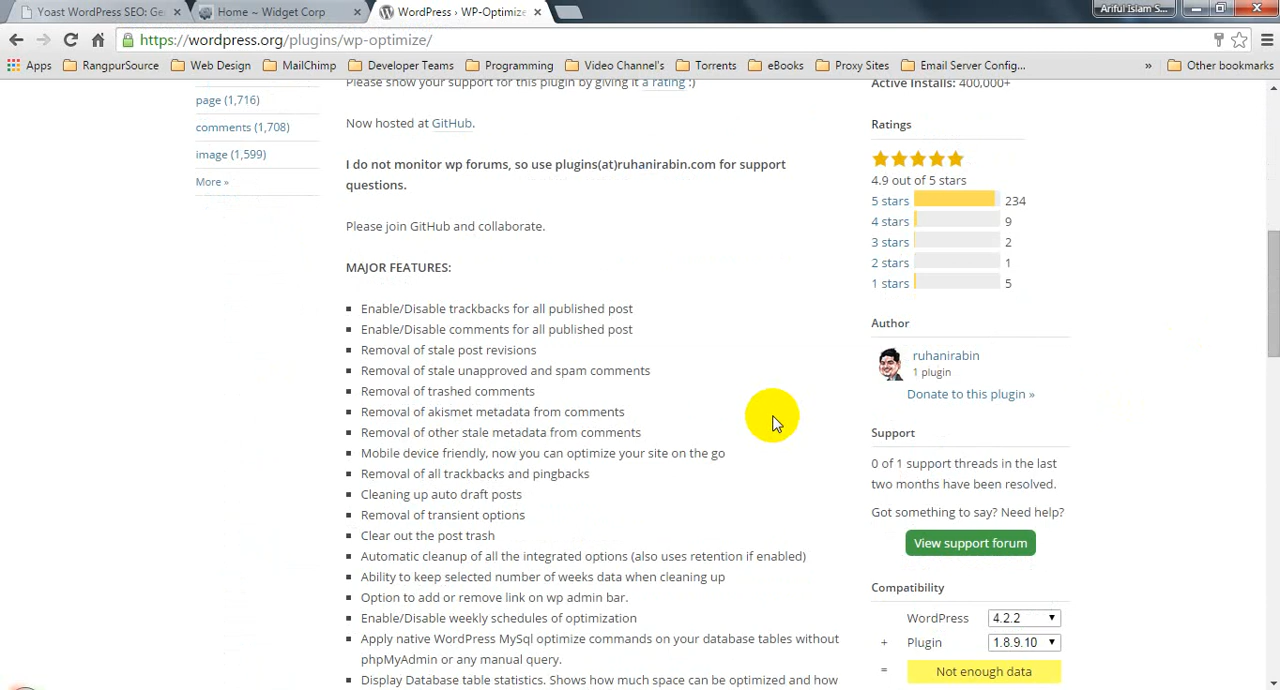 Yoast WordPress SEO: Ge
Home ~ Widget Corp
WordPress › WP-Optimize
Ariful Islam S...
https://wordpress.org/plugins/wp-optimize/
Apps
RangpurSource
Web Design
MailChimp
Developer Teams
Programming
Video Channel's
Torrents
eBooks
Proxy Sites
Email Server Config...
»
Other bookmarks
page (1,716)
comments (1,708)
image (1,599)
More »
Please show your support for this plugin by giving it a rating :)
Now hosted at GitHub.
I do not monitor wp forums, so use plugins(at)ruhanirabin.com for support
questions.
Please join GitHub and collaborate.
MAJOR FEATURES:
Enable/Disable trackbacks for all published post
Enable/Disable comments for all published post
Removal of stale post revisions
Removal of stale unapproved and spam comments
Removal of trashed comments
Removal of akismet metadata from comments
Removal of other stale metadata from comments
Mobile device friendly, now you can optimize your site on the go
Removal of all trackbacks and pingbacks
Cleaning up auto draft posts
Removal of transient options
Clear out the post trash
Automatic cleanup of all the integrated options (also uses retention if enabled)
Ability to keep selected number of weeks data when cleaning up
Option to add or remove link on wp admin bar.
Enable/Disable weekly schedules of optimization
Apply native WordPress MySql optimize commands on your database tables without
phpMyAdmin or any manual query.
Display Database table statistics. Shows how much space can be optimized and how
Active Installs: 400,000+
Ratings
4.9 out of 5 stars
5 stars 234
4 stars 9
3 stars 2
2 stars 1
1 stars 5
Author
ruhanirabin
1 plugin
Donate to this plugin »
Support
0 of 1 support threads in the last
two months have been resolved.
Got something to say? Need help?
View support forum
Compatibility
WordPress 4.2.2
+ Plugin 1.8.9.10
= Not enough data